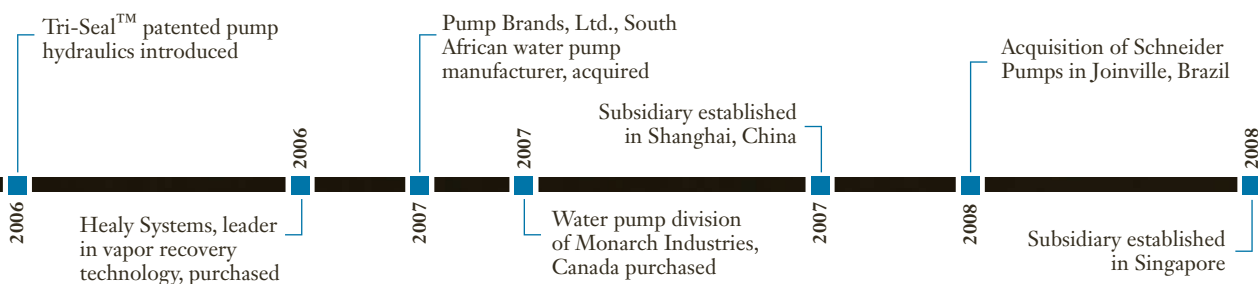 Tri-Seal™ patented pump
hydraulics introduced
2006
2006
Healy Systems, leader
in vapor recovery
technology, purchased
Pump Brands, Ltd., South
African water pump
manufacturer, acquired
2007
2007
Water pump division
of Monarch Industries,
Canada purchased
Subsidiary established
in Shanghai, China
2007
Acquisition of Schneider
Pumps in Joinville, Brazil
2008
2008
Subsidiary established
in Singapore